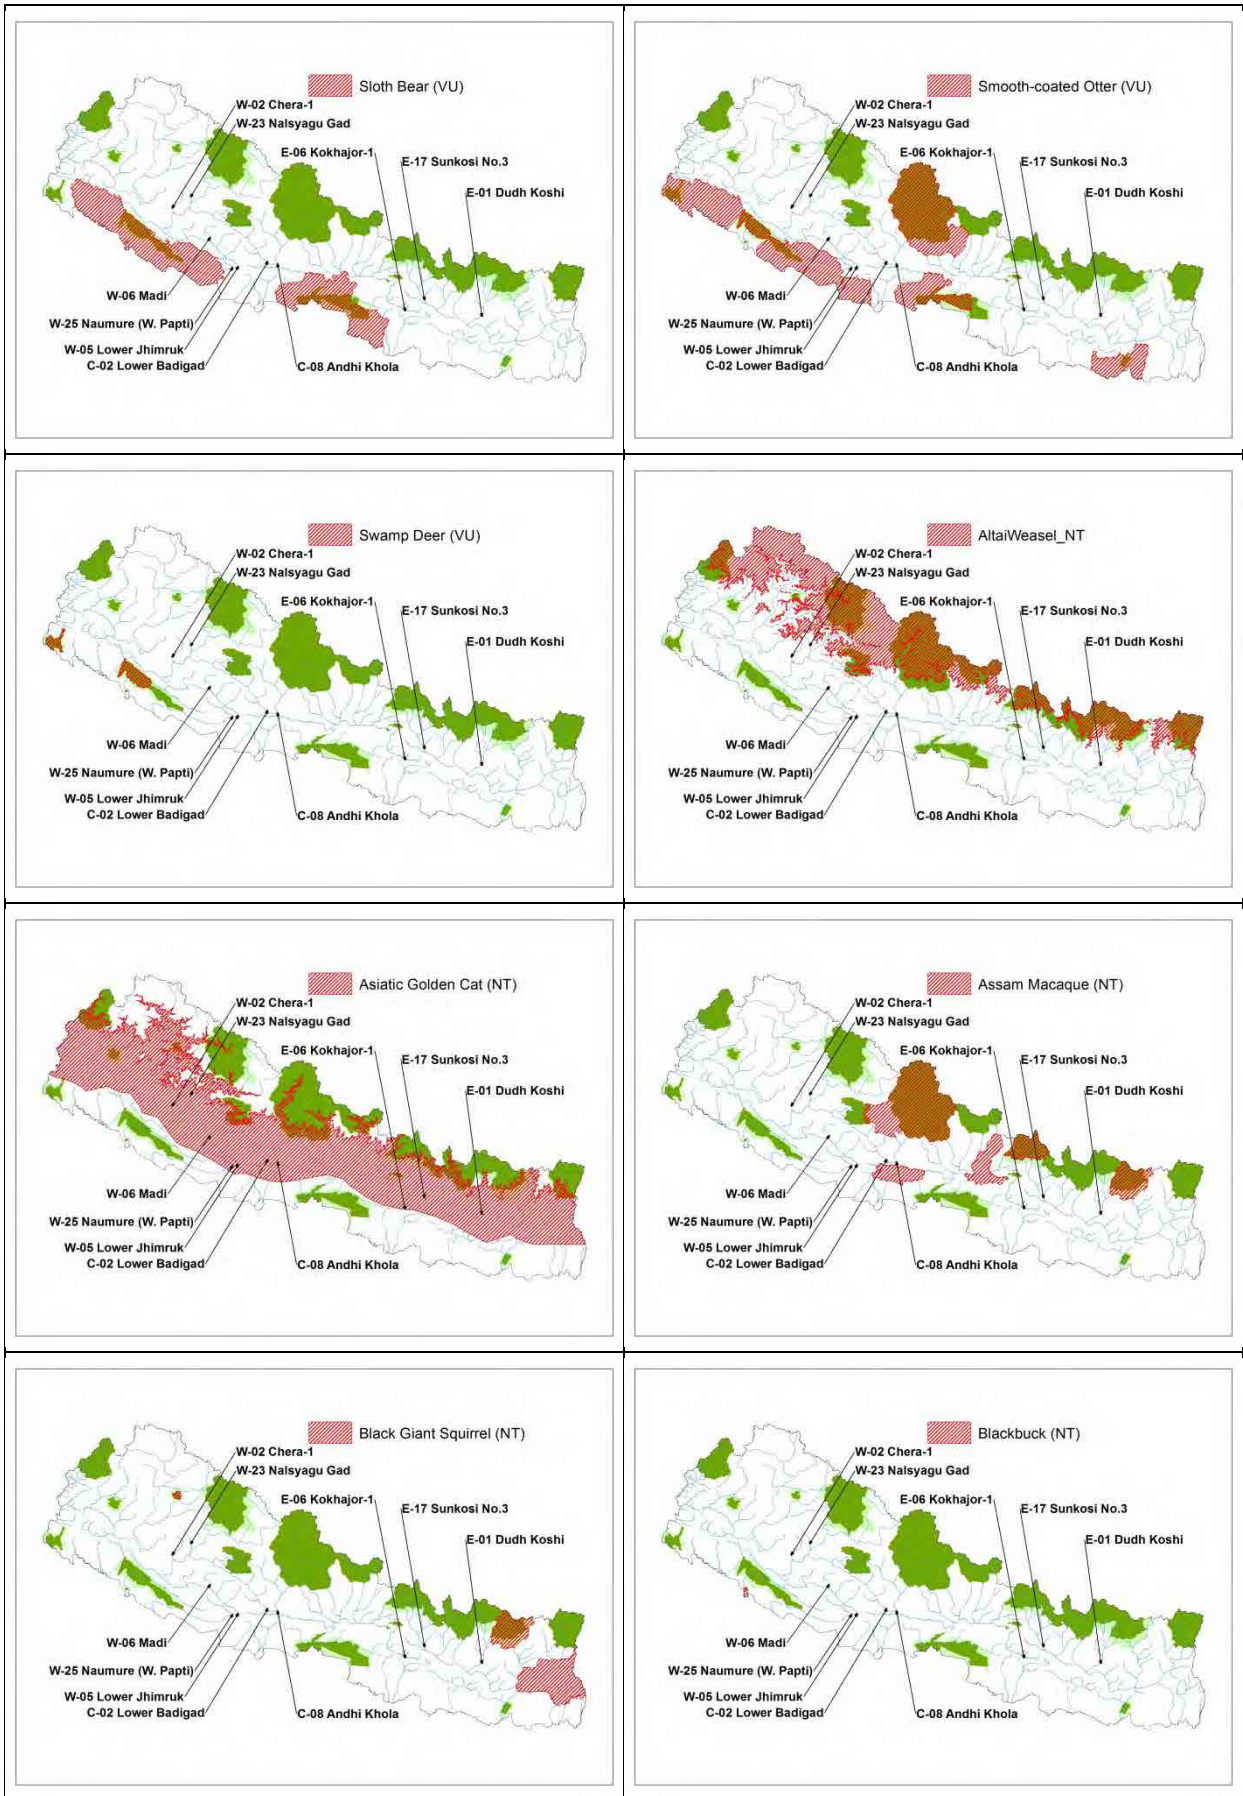 Sloth Bear (VU)
W-02 Chera-1
W-23 Nalsyagu Gad
E-06 Kokhajor-1
E-17 Sunkosi No.3
E-01 Dudh Koshi
W-06 Madi
W-25 Naumure (W. Papti)
W-05 Lower Jhimruk
C-02 Lower Badigad
C-08 Andhi Khola
Smooth-coated Otter (VU)
W-02 Chera-1
W-23 Nalsyagu Gad
E-06 Kokhajor-1
E-17 Sunkosi No.3
E-01 Dudh Koshi
W-06 Madi
W-25 Naumure (W. Papti)
W-05 Lower Jhimruk
C-02 Lower Badigad
C-08 Andhi Khola
Swamp Deer (VU)
W-02 Chera-1
W-23 Nalsyagu Gad
E-06 Kokhajor-1
E-17 Sunkosi No.3
E-01 Dudh Koshi
W-06 Madi
W-25 Naumure (W. Papti)
W-05 Lower Jhimruk
C-02 Lower Badigad
C-08 Andhi Khola
AltaiWeasel_NT
W-02 Chera-1
W-23 Nalsyagu Gad
E-06 Kokhajor-1
E-17 Sunkosi No.3
E-01 Dudh Koshi
W-06 Madi
W-25 Naumure (W. Papti)
W-05 Lower Jhimruk
C-02 Lower Badigad
C-08 Andhi Khola
Asiatic Golden Cat (NT)
W-02 Chera-1
W-23 Nalsyagu Gad
E-06 Kokhajor-1
E-17 Sunkosi No.3
E-01 Dudh Koshi
W-06 Madi
W-25 Naumure (W. Papti)
W-05 Lower Jhimruk
C-02 Lower Badigad
C-08 Andhi Khola
Assam Macaque (NT)
W-02 Chera-1
W-23 Nalsyagu Gad
E-06 Kokhajor-1
E-17 Sunkosi No.3
E-01 Dudh Koshi
W-06 Madi
W-25 Naumure (W. Papti)
W-05 Lower Jhimruk
C-02 Lower Badigad
C-08 Andhi Khola
Black Giant Squirrel (NT)
W-02 Chera-1
W-23 Nalsyagu Gad
E-06 Kokhajor-1
E-17 Sunkosi No.3
E-01 Dudh Koshi
W-06 Madi
W-25 Naumure (W. Papti)
W-05 Lower Jhimruk
C-02 Lower Badigad
C-08 Andhi Khola
Blackbuck (NT)
W-02 Chera-1
W-23 Nalsyagu Gad
E-06 Kokhajor-1
E-17 Sunkosi No.3
E-01 Dudh Koshi
W-06 Madi
W-25 Naumure (W. Papti)
W-05 Lower Jhimruk
C-02 Lower Badigad
C-08 Andhi Khola